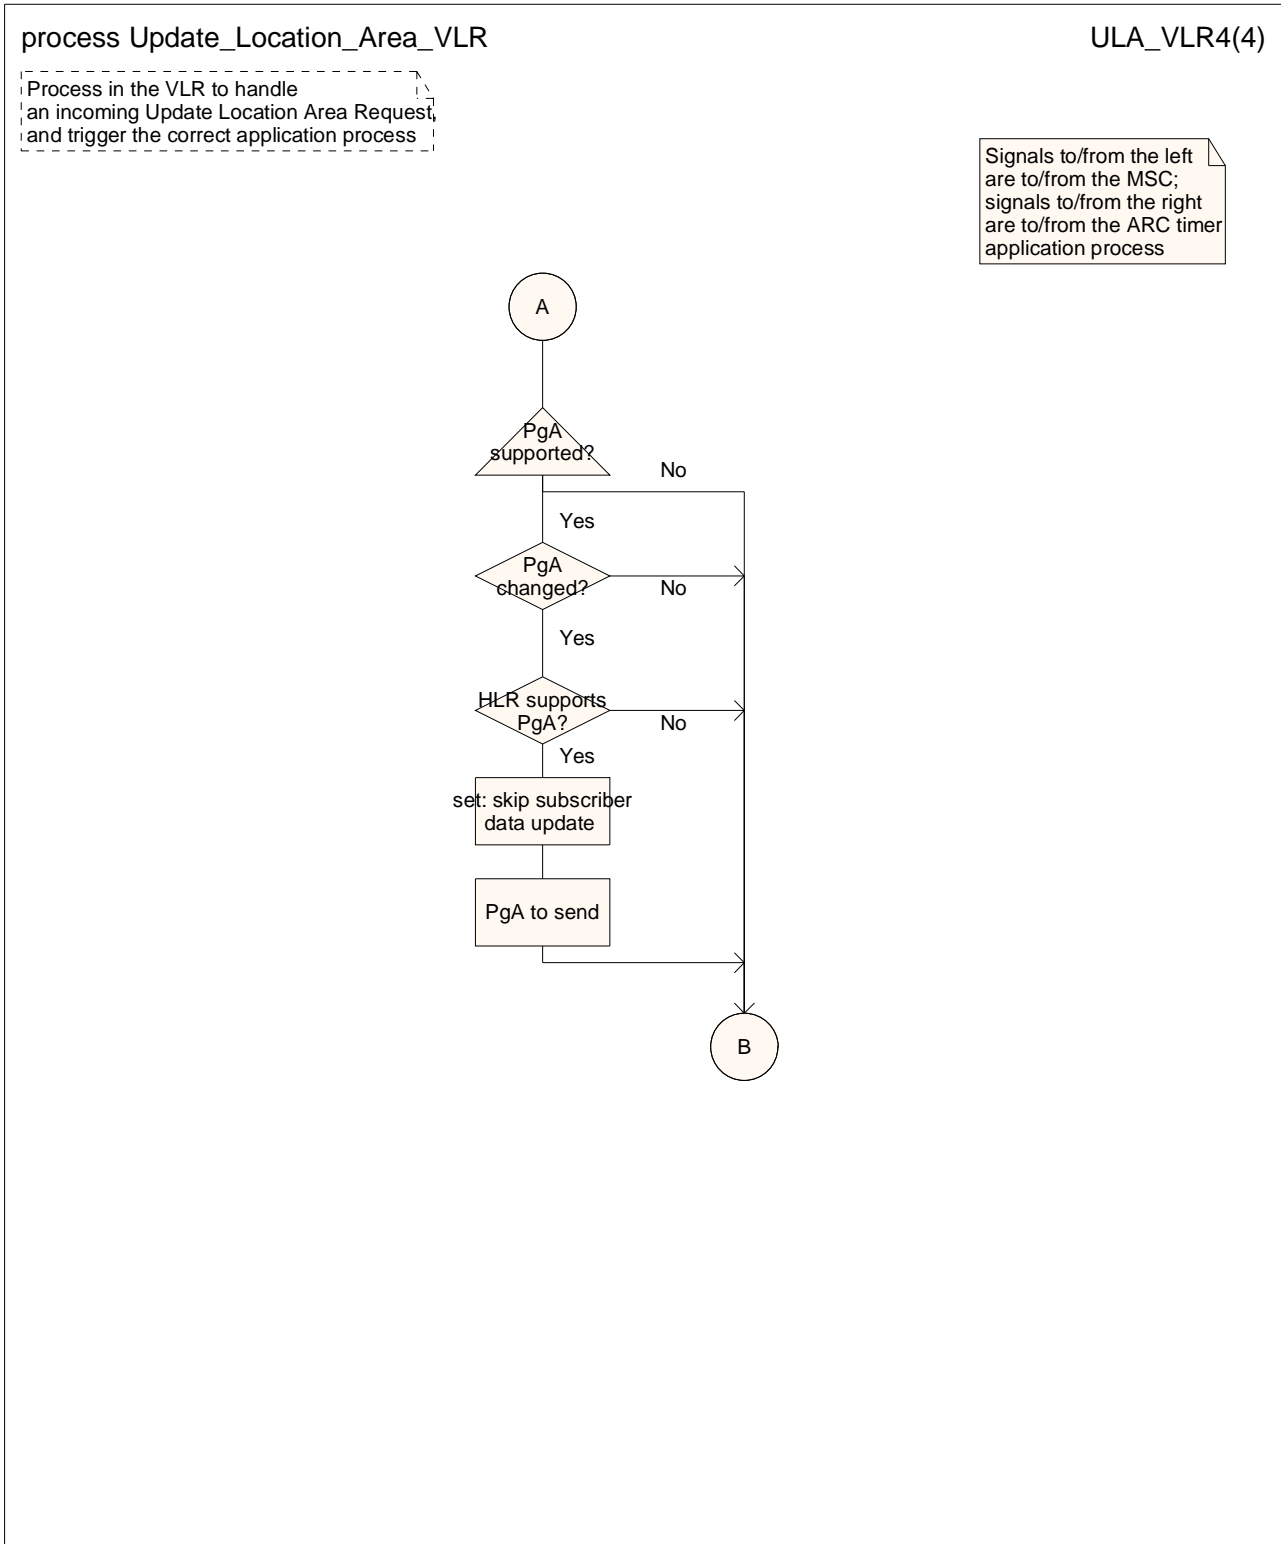 process Update_Location_Area_VLR
ULA_VLR4(4)
Process in the VLR to handle
an incoming Update Location Area Request,
and trigger the correct application process
Signals to/from the left
are to/from the MSC;
signals to/from the right
are to/from the ARC timer
application process
A
PgA
supported?
No
Yes
PgA
changed?
No
Yes
HLR supports
PgA?
No
Yes
set: skip subscriber
data update
PgA to send
B